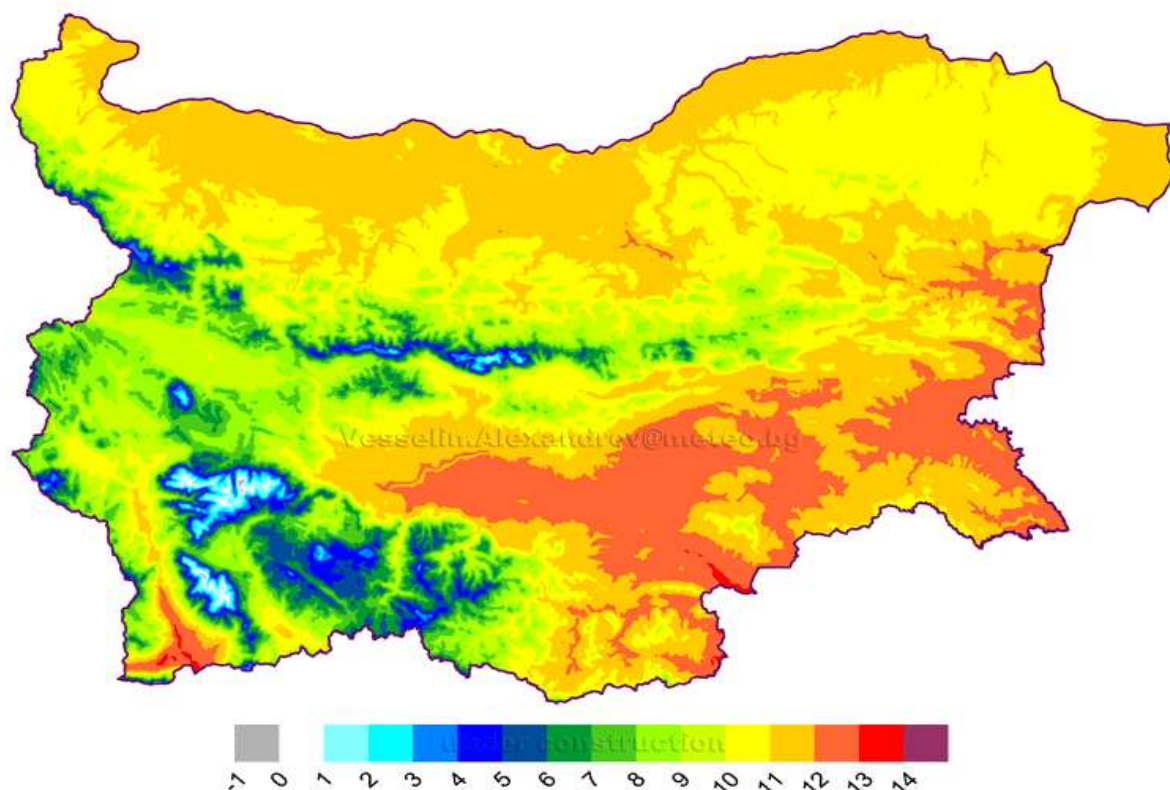 Vesselin.Alexandrov@meteo.bg
under construction
-1 0 1 2 3 4 5 6 7 8 9 10 11 12 13 14